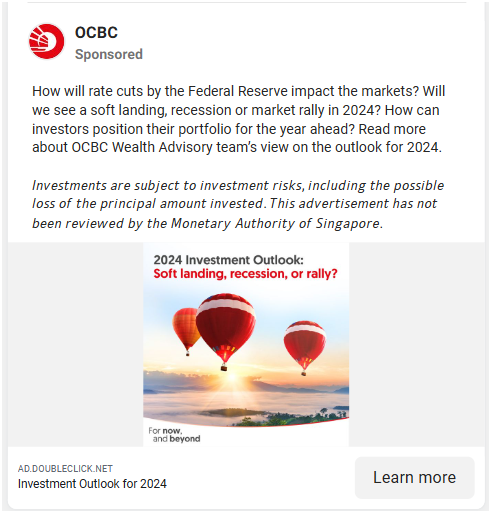 OCBC
Sponsored
How will rate cuts by the Federal Reserve impact the markets? Will
we see a soft landing, recession or market rally in 2024? How can
investors position their portfolio for the year ahead? Read more
about OCBC Wealth Advisory team's view on the outlook for 2024.
Investments are subject to investment risks, including the possible
loss of the principal amount invested. This advertisement has not
been reviewed by the Monetary Authority of Singapore.
2024 Investment Outlook:
Soft landing, recession, or rally?
For now,
and beyond
AD.DOUBLECLICK.NET
Investment Outlook for 2024
Learn more